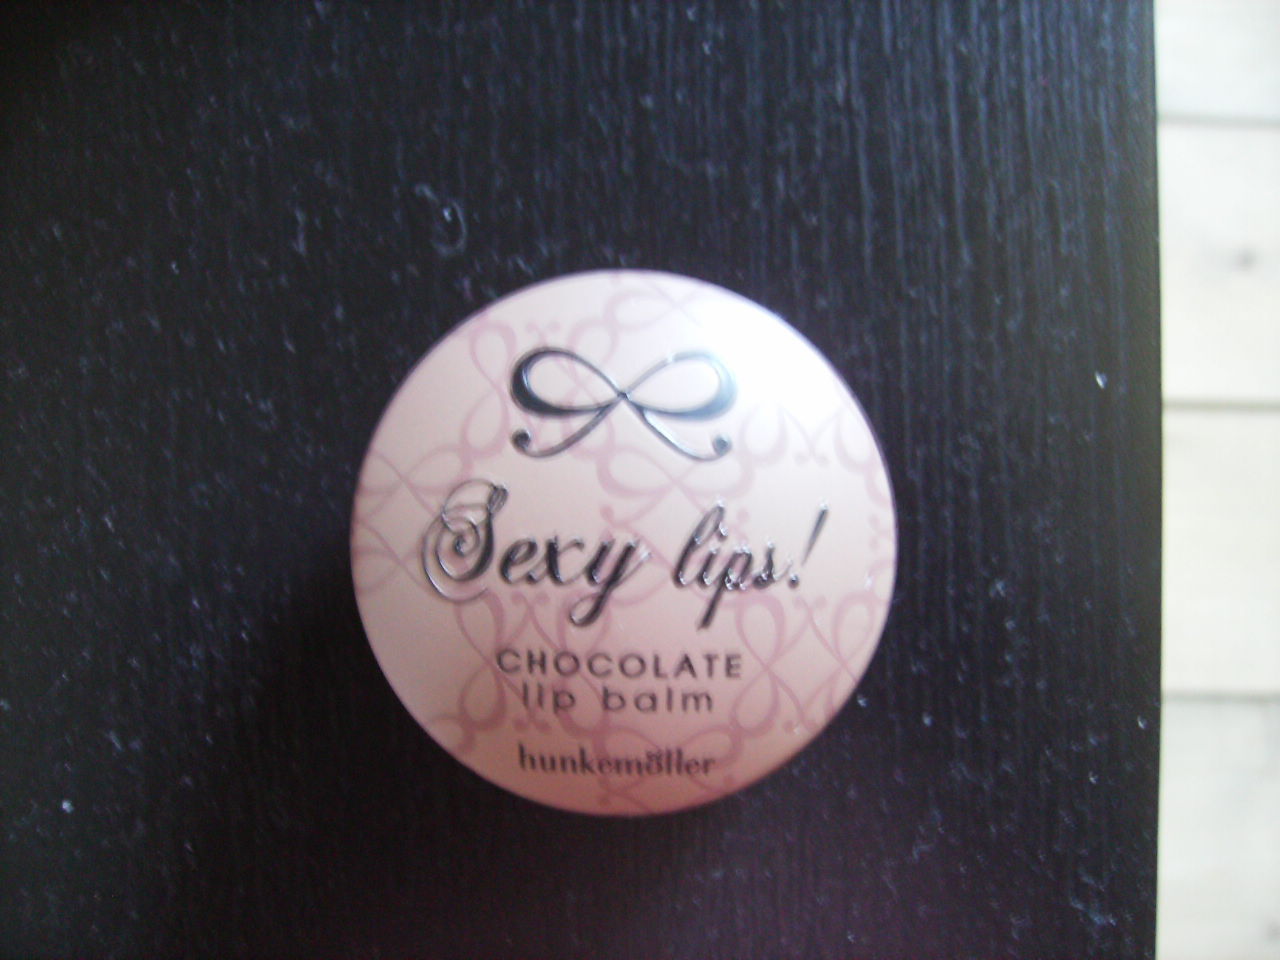 Sexy lips!
CHOCOLATE
lip balm
hunkemöller